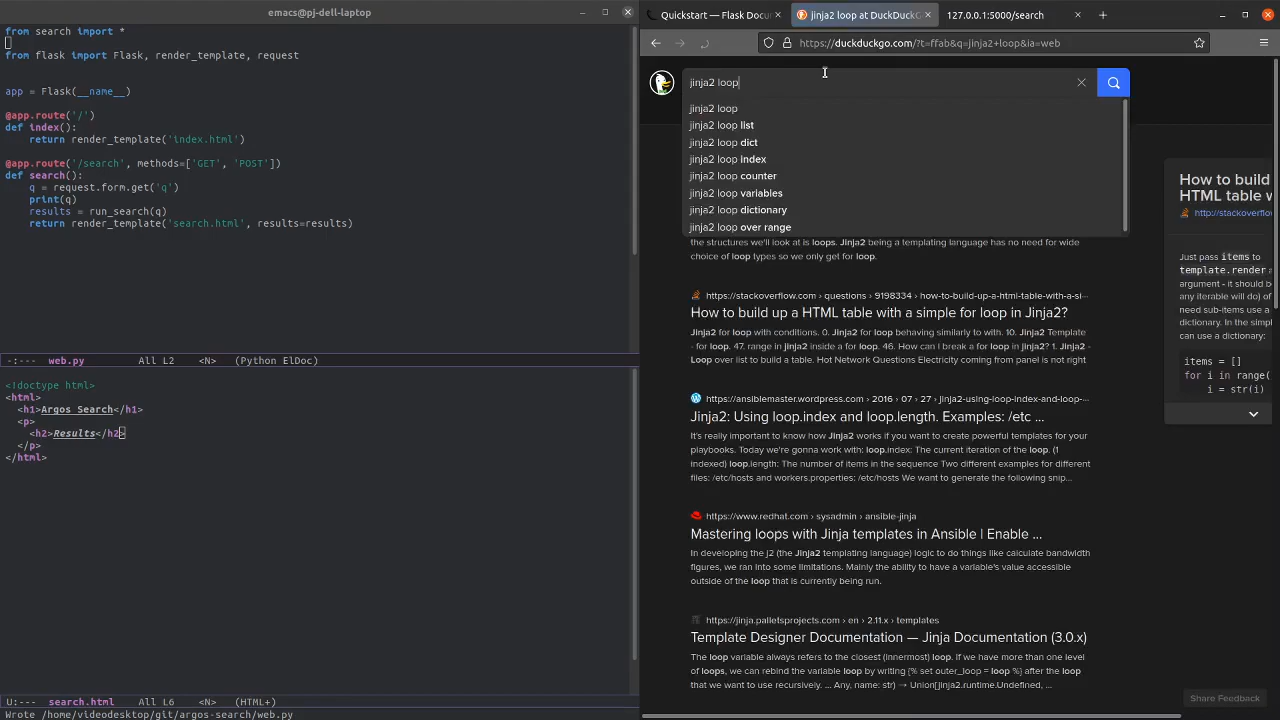 emacs@pj-dell-laptop
from search import *
from flask import Flask, render_template, request
app = Flask(__name__)
@app.route('/')
def index():
return render_template('index.html')
@app.route('/search', methods=['GET', 'POST'])
def search():
q = request.form.get('q')
print(q)
results = run_search(q)
return render_template('search.html', results=results)
-:--- web.py All L2 <N> (Python ElDoc)
<!doctype html>
<html>
<h1>Argos Search</h1>
<p>
<h2>Results</h2>
</p>
</html>
U:--- search.html All L6 <N> (HTML+)
Wrote /home/videodesktop/git/argos-search/web.py
Quickstart — Flask Docu
jinja2 loop at DuckDuckG
127.0.0.1:5000/search
https://duckduckgo.com/?t=ffab&q=jinja2+loop&ia=web
jinja2 loop
jinja2 loop
jinja2 loop list
jinja2 loop dict
jinja2 loop index
jinja2 loop counter
jinja2 loop variables
jinja2 loop dictionary
jinja2 loop over range
the structures we'll look at is loops. Jinja2 being a templating language has no need for wide
choice of loop types so we only get for loop.
https://stackoverflow.com › questions › 9198334 › how-to-build-up-a-html-table-with-a-si···
How to build up a HTML table with a simple for loop in Jinja2?
Jinja2 for loop with conditions. 0. Jinja2 for loop behaving similarly to with. 10. Jinja2 Template
- for loop. 47. range in jinja2 inside a for loop. 46. How can I break a for loop in jinja2? 1. Jinja2 -
Loop over list to build a table. Hot Network Questions Electricity coming from panel is not right
https://ansiblemaster.wordpress.com › 2016 › 07 › 27 › jinja2-using-loop-index-and-loop-···
Jinja2: Using loop.index and loop.length. Examples: /etc ...
It's really important to know how Jinja2 works if you want to create powerful templates for your
playbooks. Today we're gonna work with: loop.index: The current iteration of the loop. (1
indexed) loop.length: The number of items in the sequence Two different examples for different
files: /etc/hosts and workers.properties: /etc/hosts We want to generate the following snip...
https://www.redhat.com › sysadmin › ansible-jinja
Mastering loops with Jinja templates in Ansible | Enable ...
In developing the j2 (the Jinja2 templating language) logic to do things like calculate bandwidth
figures, we ran into some limitations. Mainly the ability to have a variable's value accessible
outside of the loop that is currently being run.
https://jinja.palletsprojects.com › en › 2.11.x › templates
Template Designer Documentation — Jinja Documentation (3.0.x)
The loop variable always refers to the closest (innermost) loop. If we have more than one level
of loops, we can rebind the variable loop by writing {% set outer_loop = loop %} after the loop
that we want to use recursively. ... Any, name: str) → Union[jinja2.runtime.Undefined, ...
How to build
HTML table w
http://stackoverflow
Just pass items to
template.render a
argument - it should be
any iterable will do) of
need sub-items use a
dictionary. In the simple
can use a dictionary:
items = []
for i in range(
i = str(i)
Share Feedback